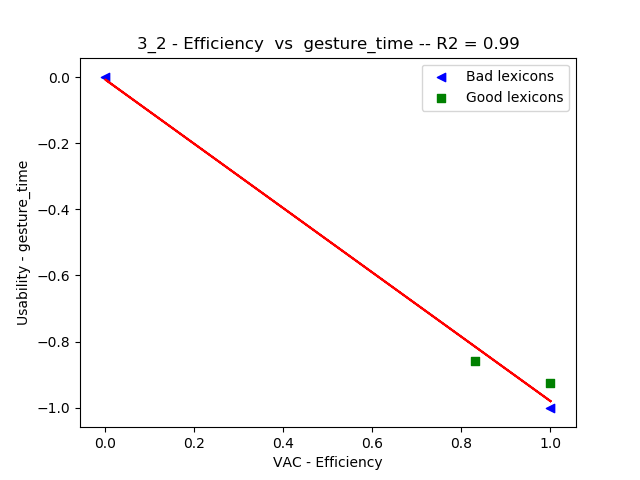 3_2 - Efficiency  vs  gesture_time -- R2 = 0.99
Bad lexicons
Good lexicons
Usability - gesture_time
0.0
−0.2
−0.4
−0.6
−0.8
−1.0
0.0 0.2 0.4 0.6 0.8 1.0
VAC - Efficiency